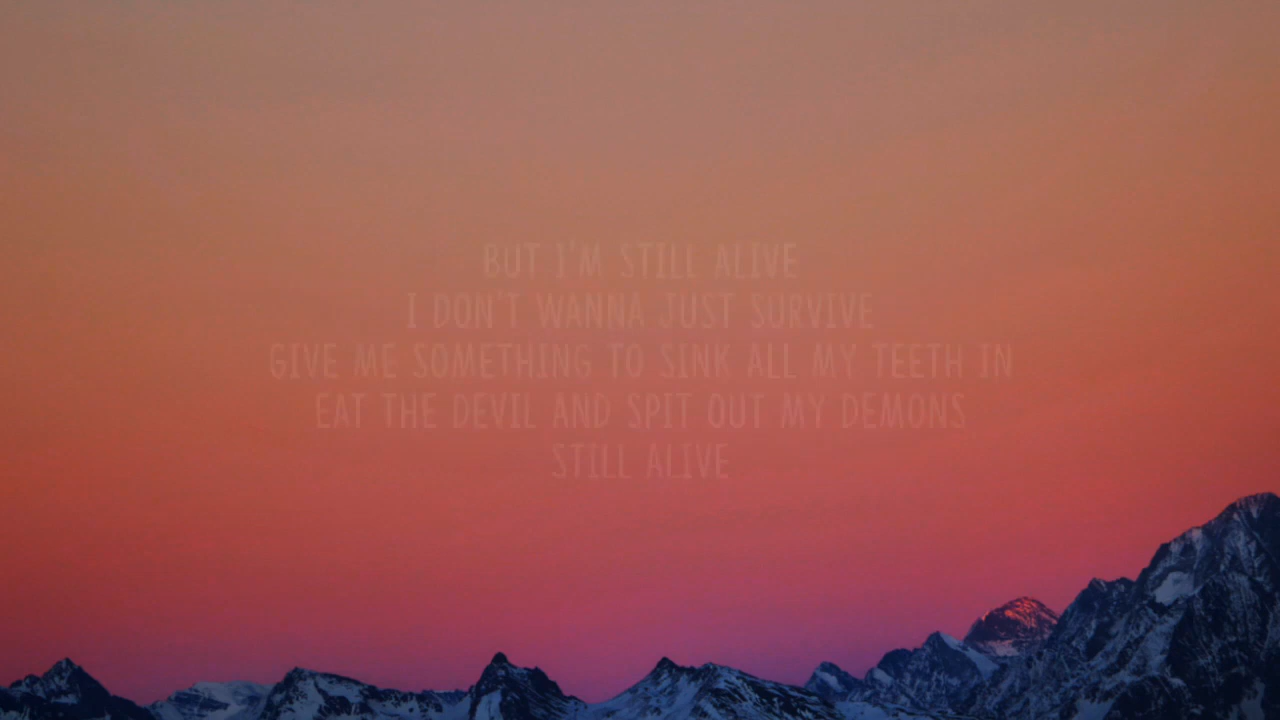 BUT I'M STILL ALIVE
I DON'T WANNA JUST SURVIVE
GIVE ME SOMETHING TO SINK ALL MY TEETH IN
EAT THE DEVIL AND SPIT OUT MY DEMONS
STILL ALIVE